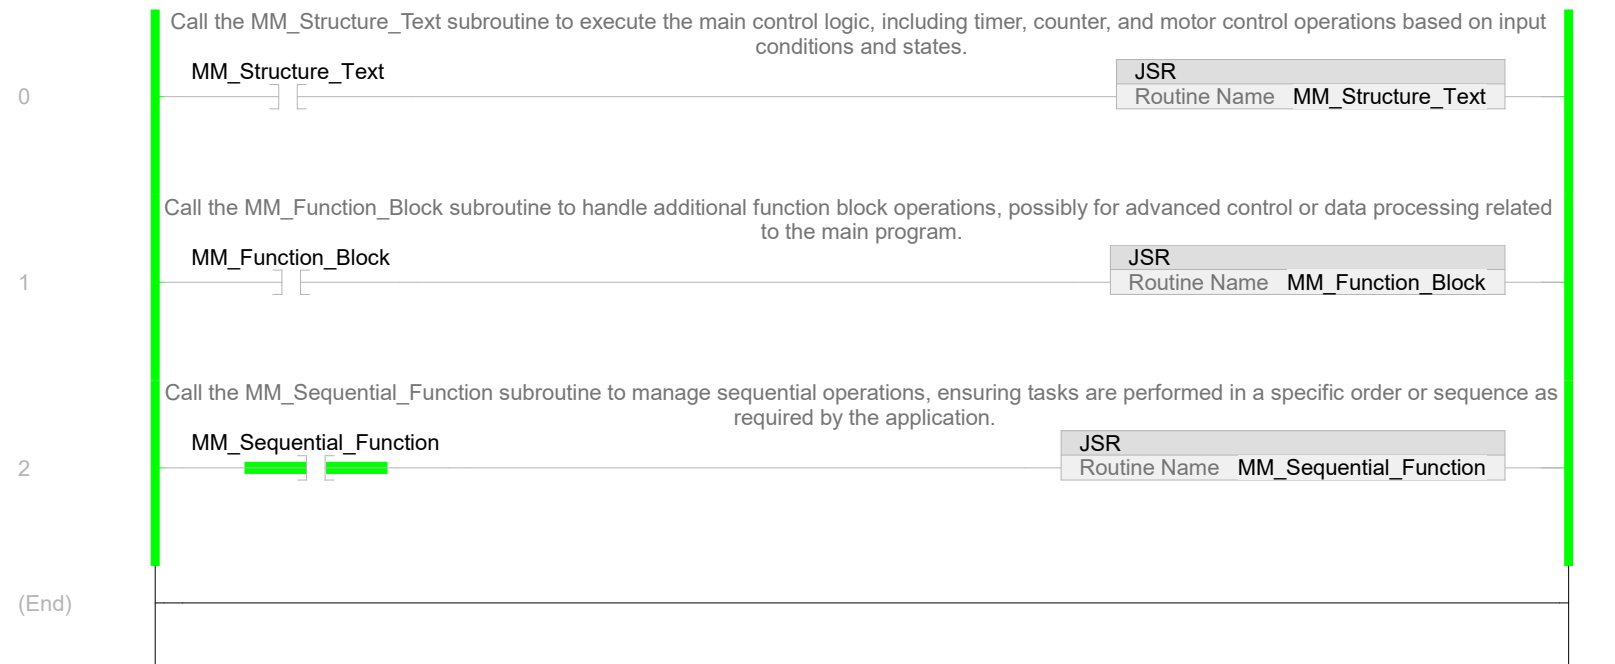 Call the MM_Structure_Text subroutine to execute the main control logic, including timer, counter, and motor control operations based on input
conditions and states.
MM_Structure_Text
JSR
0
Routine Name MM_Structure_Text
Call the MM_Function_Block subroutine to handle additional function block operations, possibly for advanced control or data processing related
to the main program.
MM_Function_Block
JSR
1
Routine Name MM_Function_Block
Call the MM_Sequential_Function subroutine to manage sequential operations, ensuring tasks are performed in a specific order or sequence as
required by the application.
MM_Sequential_Function
JSR
2
Routine Name MM_Sequential_Function
(End)